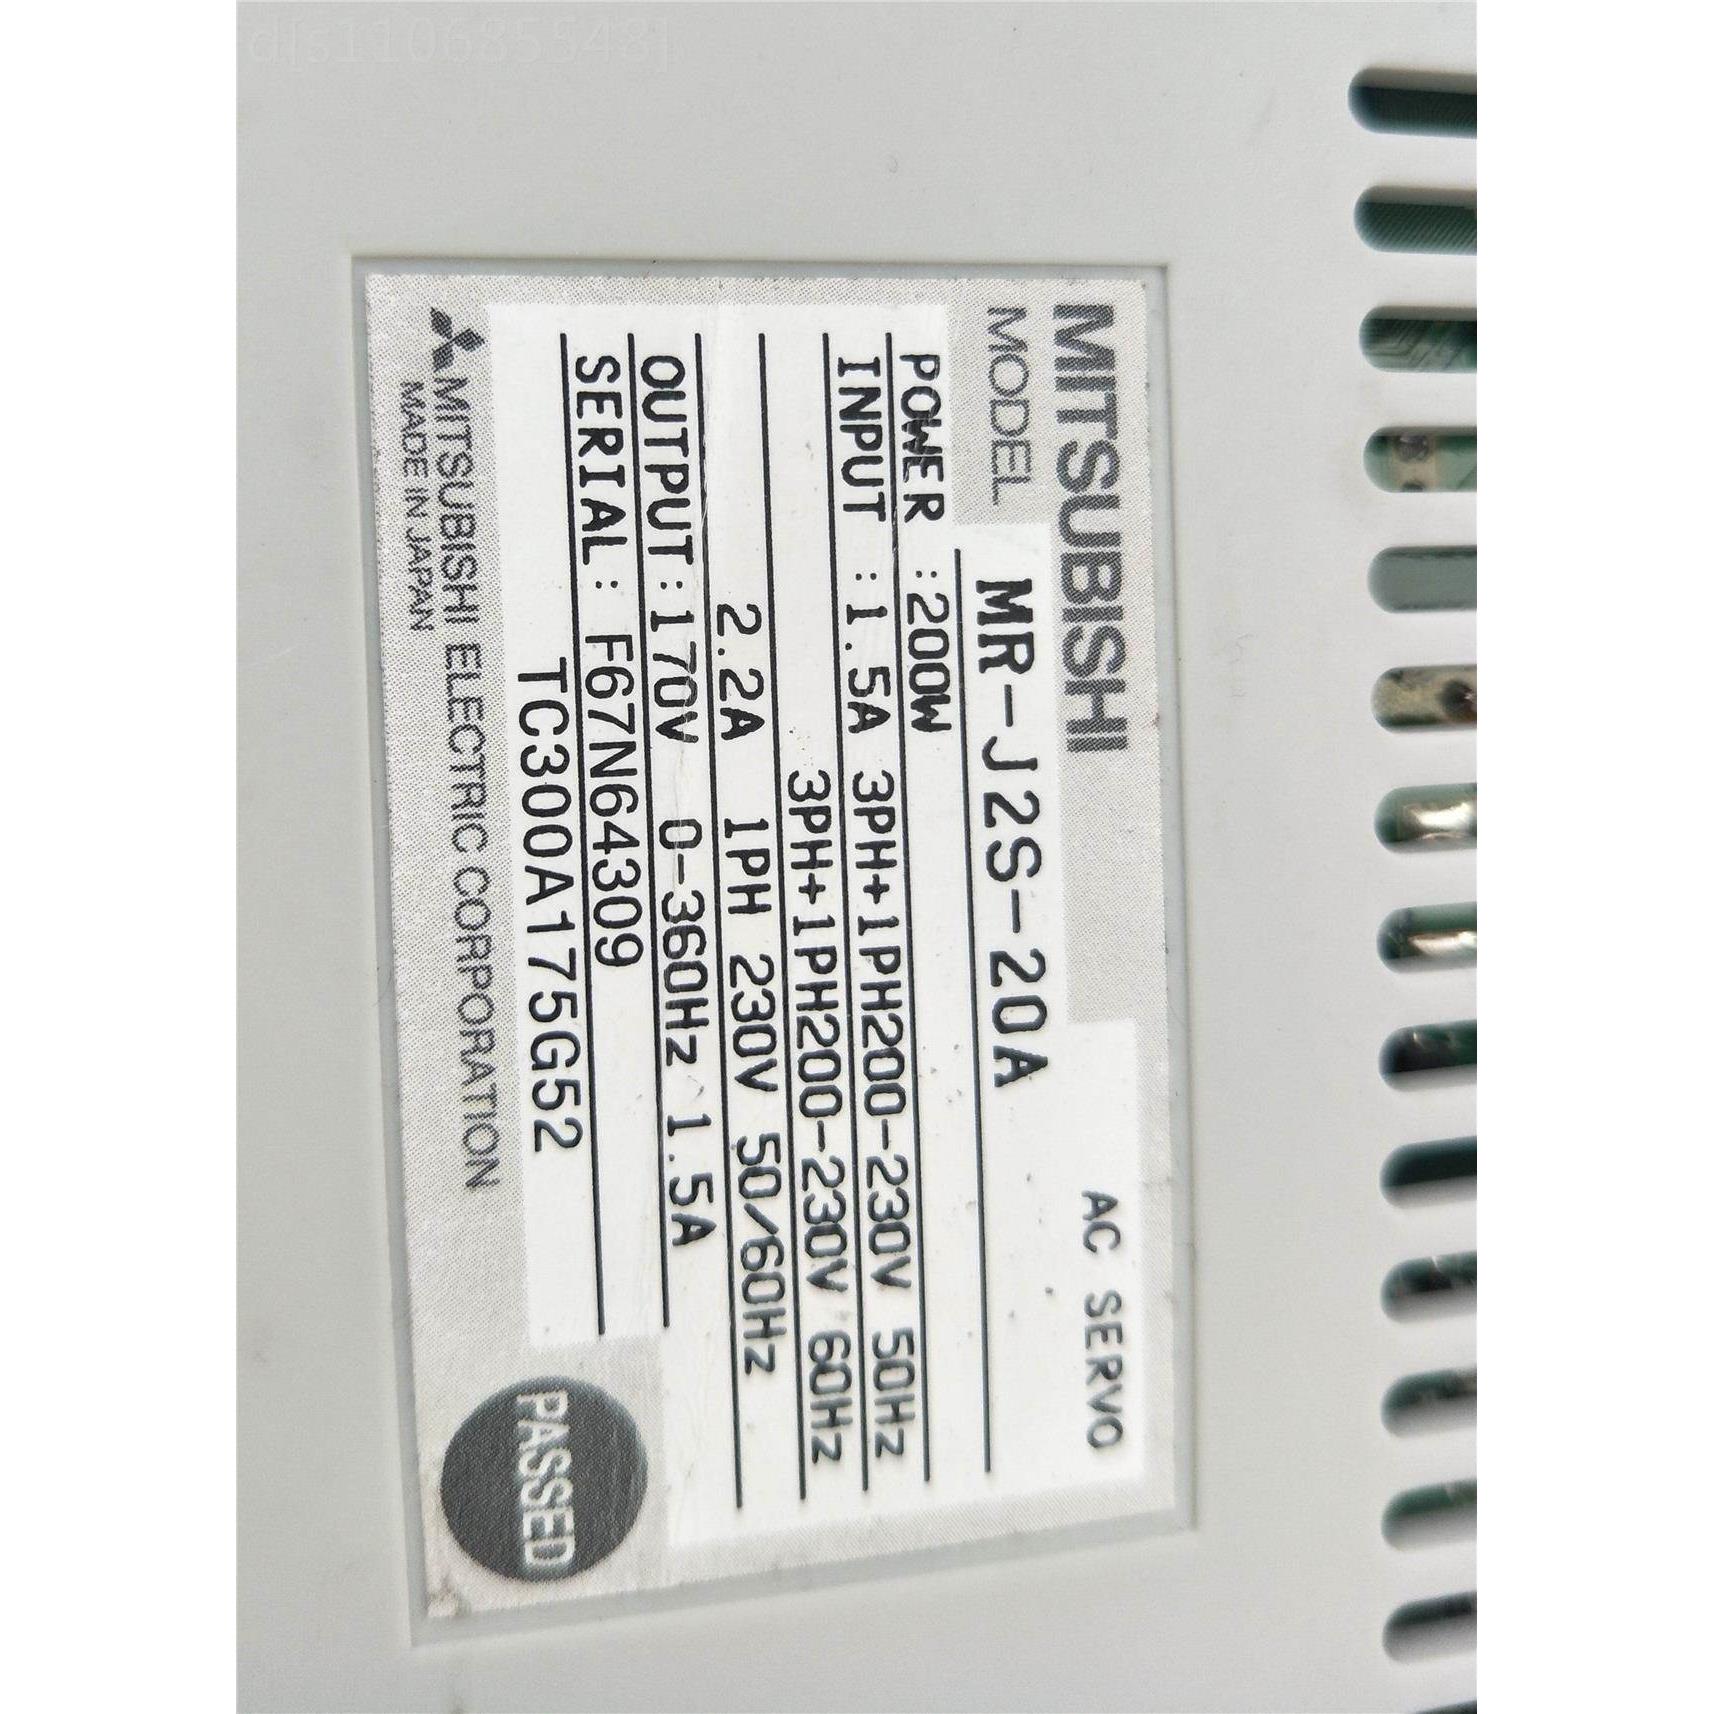 MITSUBISHI
AC SERVO
MODEL
MR-J2S-20A
POWER :200W
INPUT :1.5A 3PH+1PH200-230V 50Hz
3PH+1PH200-230V 60Hz
2.2A 1PH 230V 50/60Hz
OUTPUT:170V 0-360Hz 1.5A
SERIAL: F67N64309
TC300A175G52
MITSUBISHI ELECTRIC CORPORATION
MADE IN JAPAN
PASSED